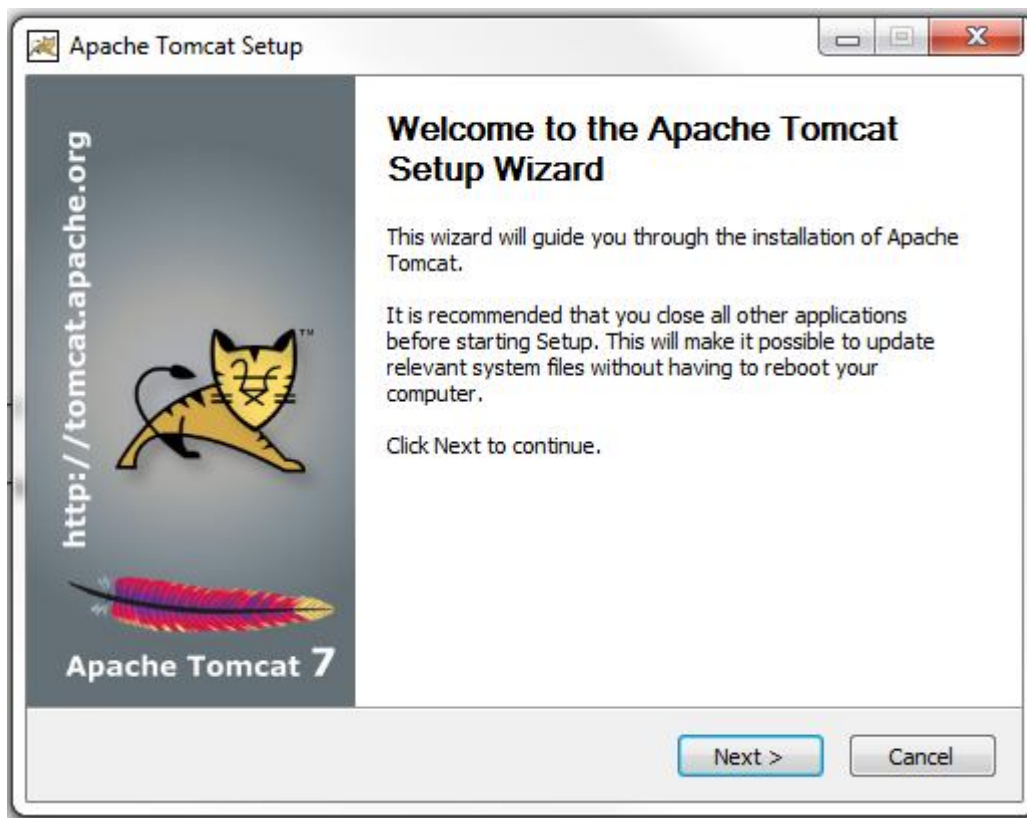 Apache Tomcat Setup
http://tomcat.apache.org
TM
Apache Tomcat 7
Welcome to the Apache Tomcat
Setup Wizard
This wizard will guide you through the installation of Apache
Tomcat.
It is recommended that you close all other applications
before starting Setup. This will make it possible to update
relevant system files without having to reboot your
computer.
Click Next to continue.
Next >
Cancel